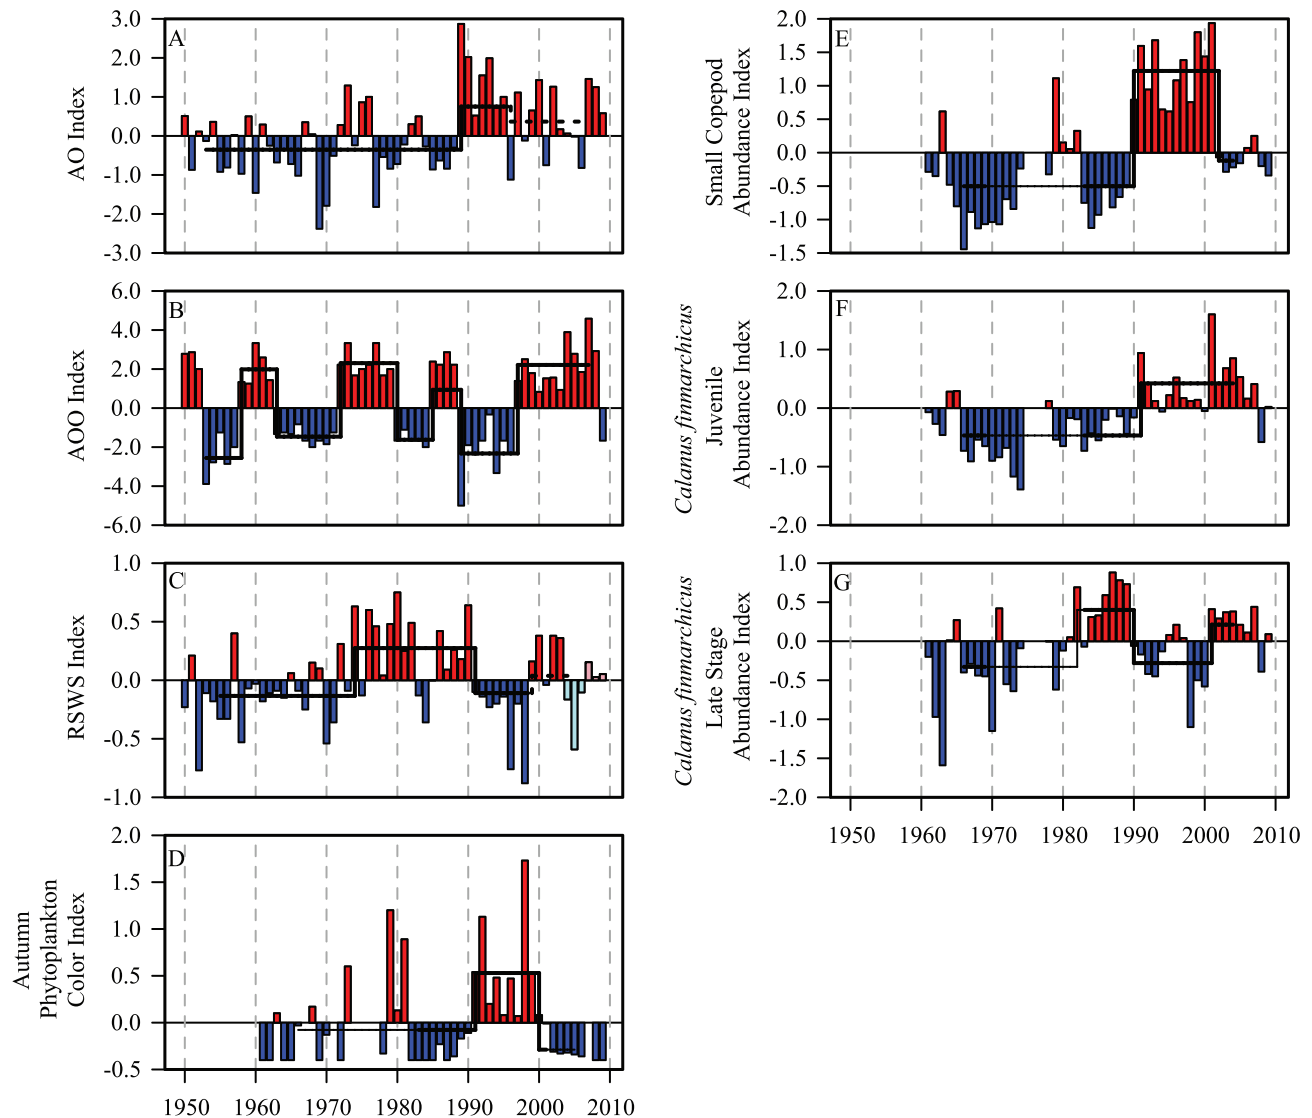 A
AO Index
3.0
2.0
1.0
0.0
-1.0
-2.0
-3.0
B
AOO Index
6.0
4.0
2.0
0.0
-2.0
-4.0
-6.0
C
RSWS Index
1.0
0.5
0.0
-0.5
-1.0
D
Autumn
Phytoplankton
Color Index
2.0
1.5
1.0
0.5
0.0
-0.5
1950 1960 1970 1980 1990 2000 2010
E
Small Copepod
Abundance Index
2.0
1.5
1.0
0.5
0.0
-0.5
-1.0
-1.5
F
Calanus finmarchicus
Juvenile
Abundance Index
2.0
1.0
0.0
-1.0
-2.0
G
Calanus finmarchicus
Late Stage
Abundance Index
1.0
0.5
0.0
-0.5
-1.0
-1.5
-2.0
1950 1960 1970 1980 1990 2000 2010